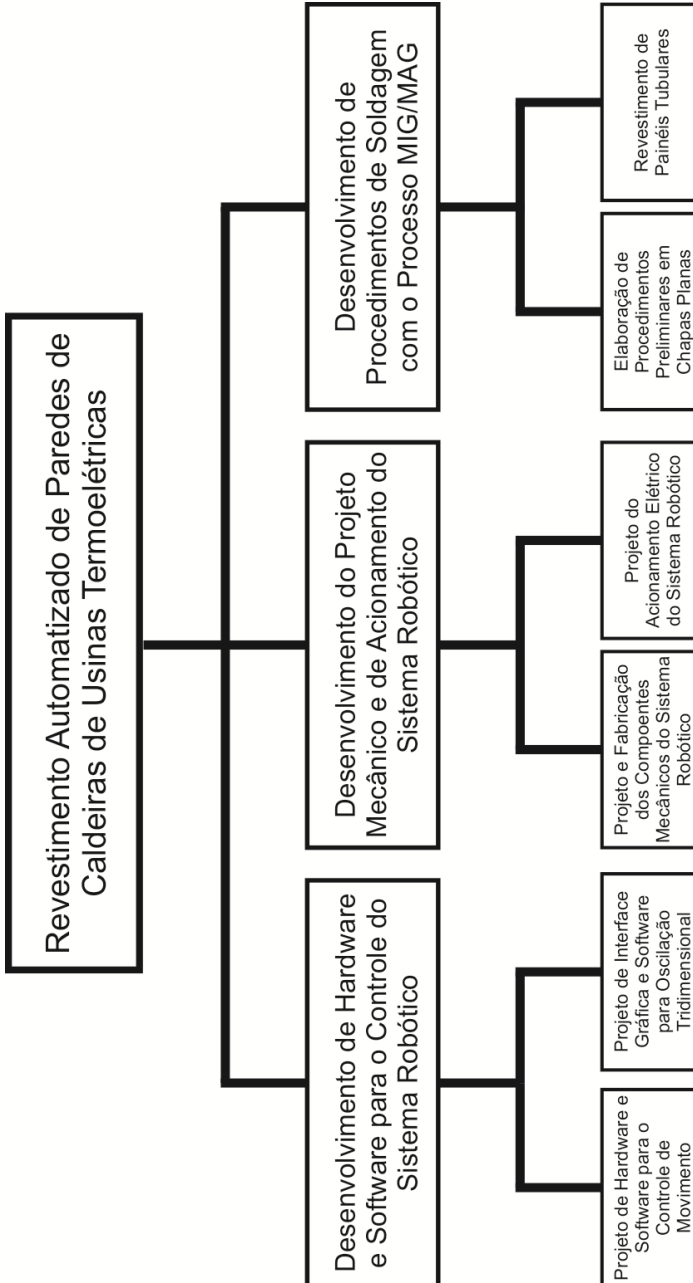 Revestimento Automatizado de Paredes de
Caldeiras de Usinas Termoelétricas
Desenvolvimento de Hardware
e Software para o Controle do
Sistema Robótico
Desenvolvimento do Projeto
Mecânico e de Acionamento do
Sistema Robótico
Desenvolvimento de
Procedimentos de Soldagem
com o Processo MIG/MAG
Projeto de Hardware e
Software para o
Controle de
Movimento
Projeto de Interface
Gráfica e Software
para Oscilação
Tridimensional
Projeto e Fabricação
dos Compoentes
Mecânicos do Sistema
Robótico
Projeto do
Acionamento Elétrico
do Sistema Robótico
Elaboração de
Procedimentos
Preliminares em
Chapas Planas
Revestimento de
Painéis Tubulares